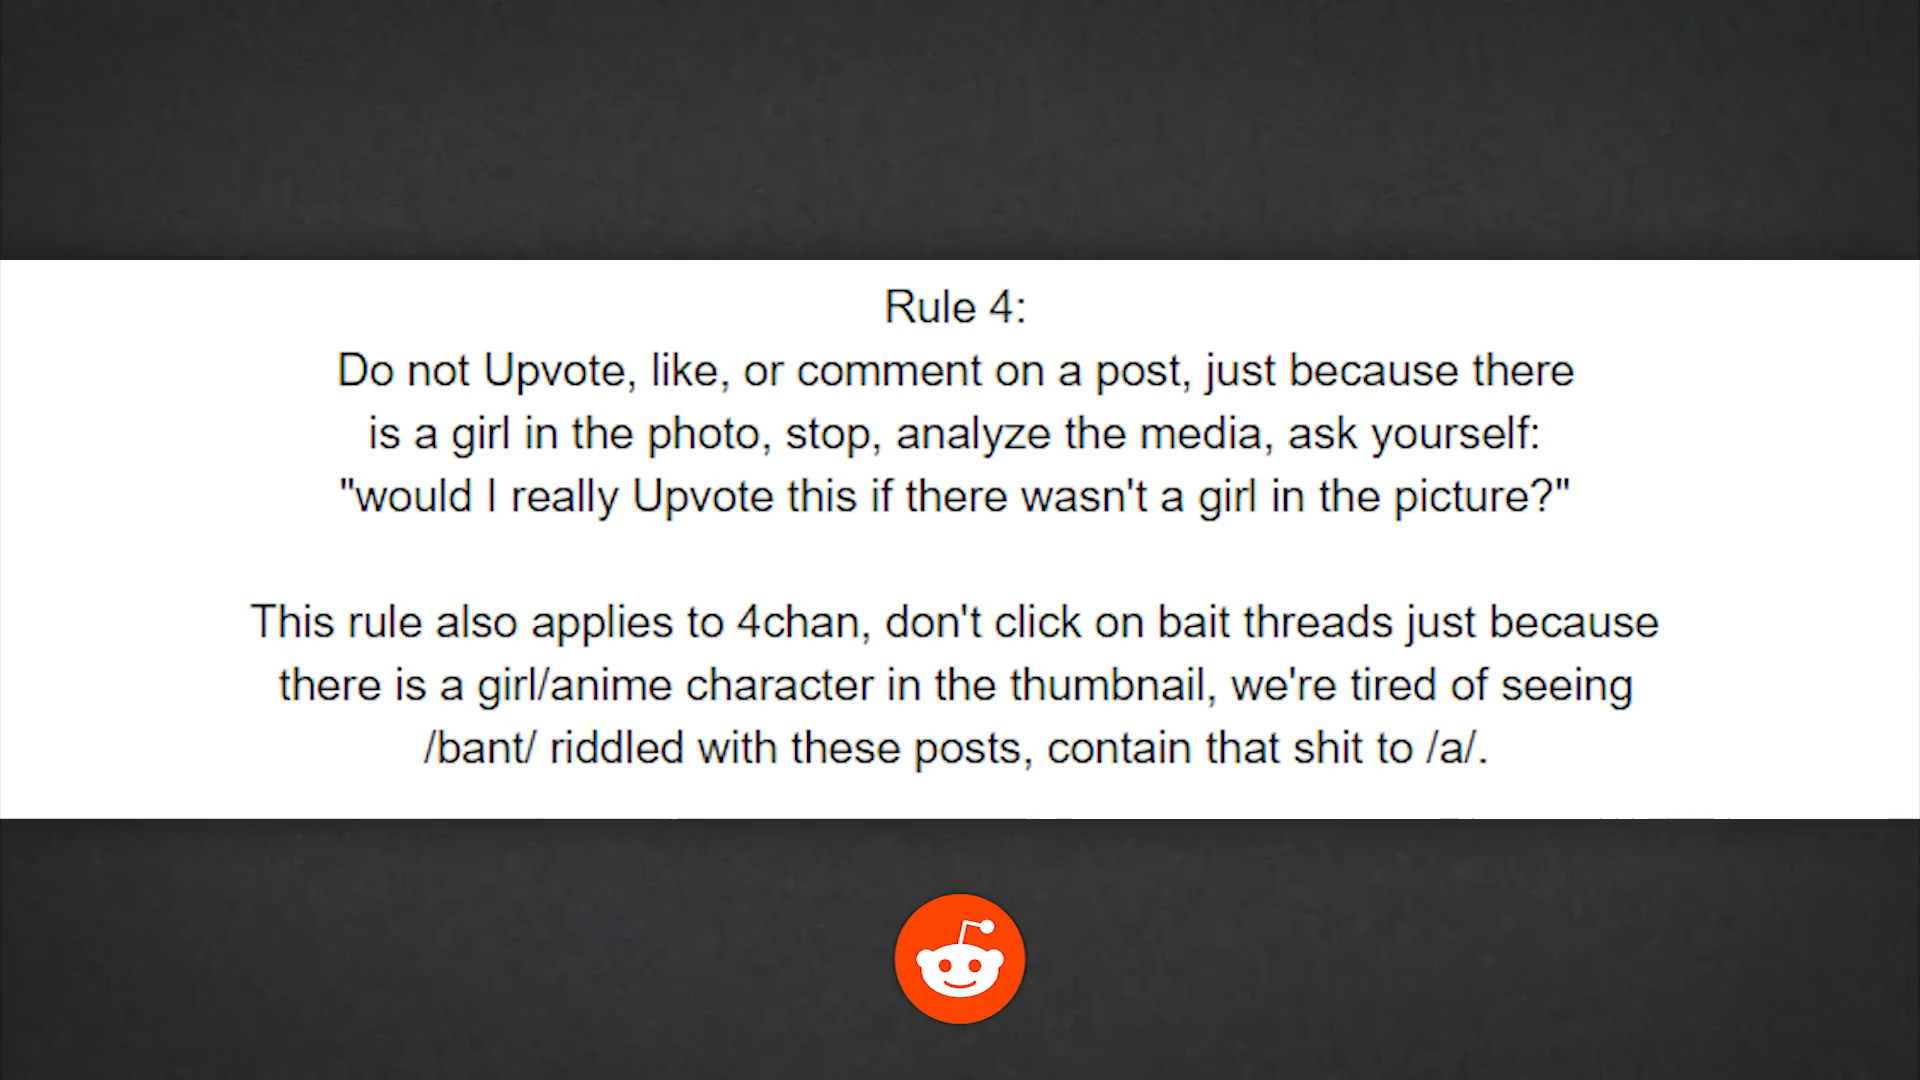 Rule 4:
Do not Upvote, like, or comment on a post, just because there
is a girl in the photo, stop, analyze the media, ask yourself:
"would I really Upvote this if there wasn't a girl in the picture?"
This rule also applies to 4chan, don't click on bait threads just because
there is a girl/anime character in the thumbnail, we're tired of seeing
/bant/ riddled with these posts, contain that shit to /a/.